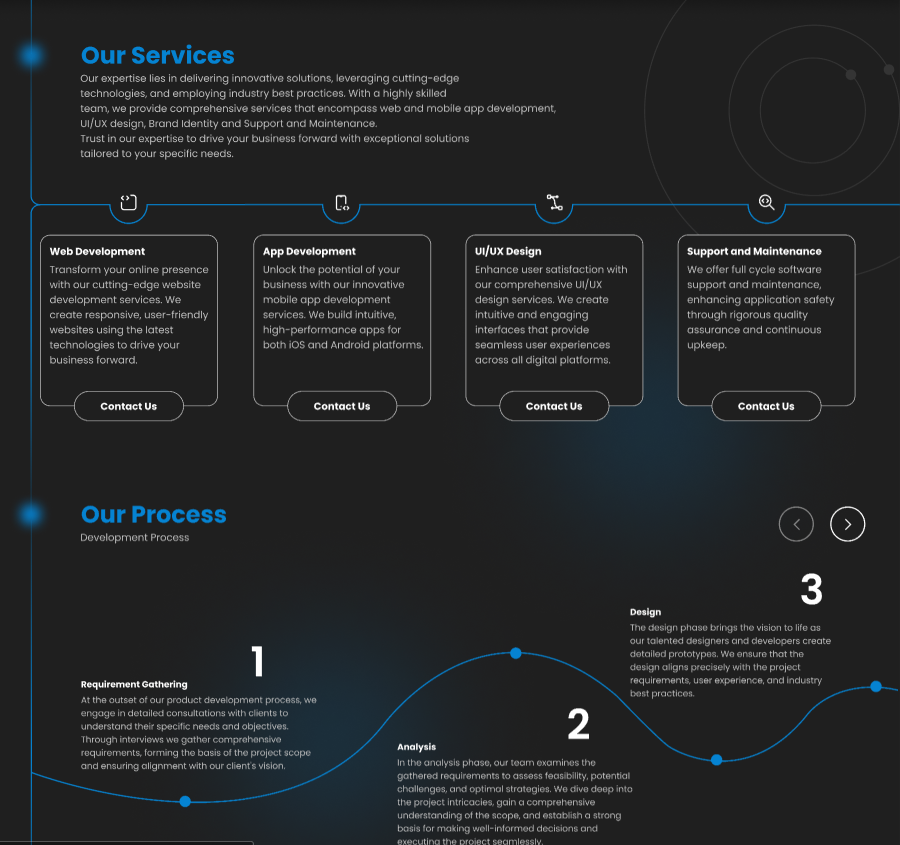 Our Services
Our expertise lies in delivering innovative solutions, leveraging cutting-edge
technologies, and employing industry best practices. With a highly skilled
team, we provide comprehensive services that encompass web and mobile app development,
UI/UX design, Brand Identity and Support and Maintenance.
Trust in our expertise to drive your business forward with exceptional solutions
tailored to your specific needs.
Web Development
Transform your online presence
with our cutting-edge website
development services. We
create responsive, user-friendly
websites using the latest
technologies to drive your
business forward.
Contact Us
App Development
Unlock the potential of your
business with our innovative
mobile app development
services. We build intuitive,
high-performance apps for
both iOS and Android platforms.
Contact Us
UI/UX Design
Enhance user satisfaction with
our comprehensive UI/UX
design services. We create
intuitive and engaging
interfaces that provide
seamless user experiences
across all digital platforms.
Contact Us
Support and Maintenance
We offer full cycle software
support and maintenance,
enhancing application safety
through rigorous quality
assurance and continuous
upkeep.
Contact Us
Our Process
Development Process
1
Requirement Gathering
At the outset of our product development process, we
engage in detailed consultations with clients to
understand their specific needs and objectives.
Through interviews we gather comprehensive
requirements, forming the basis of the project scope
and ensuring alignment with our client's vision.
2
Analysis
In the analysis phase, our team examines the
gathered requirements to assess feasibility, potential
challenges, and optimal strategies. We dive deep into
the project intricacies, gain a comprehensive
understanding of the scope, and establish a strong
basis for making well-informed decisions and
executing the project seamlessly.
3
Design
The design phase brings the vision to life as
our talented designers and developers create
detailed prototypes. We ensure that the
design aligns precisely with the project
requirements, user experience, and industry
best practices.